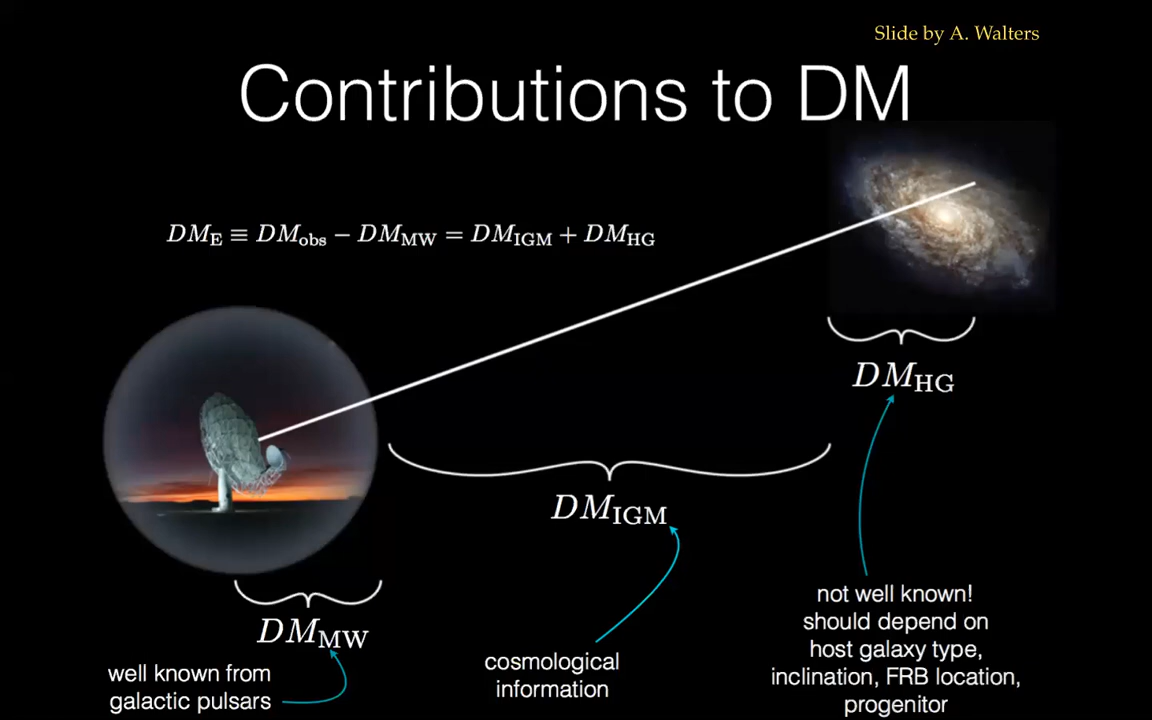 Slide by A. Walters
Contributions to DM
DM_E ≡ DM_obs − DM_MW = DM_IGM + DM_HG
DM_HG
DM_IGM
DM_MW
well known from
galactic pulsars
cosmological
information
not well known!
should depend on
host galaxy type,
inclination, FRB location,
progenitor